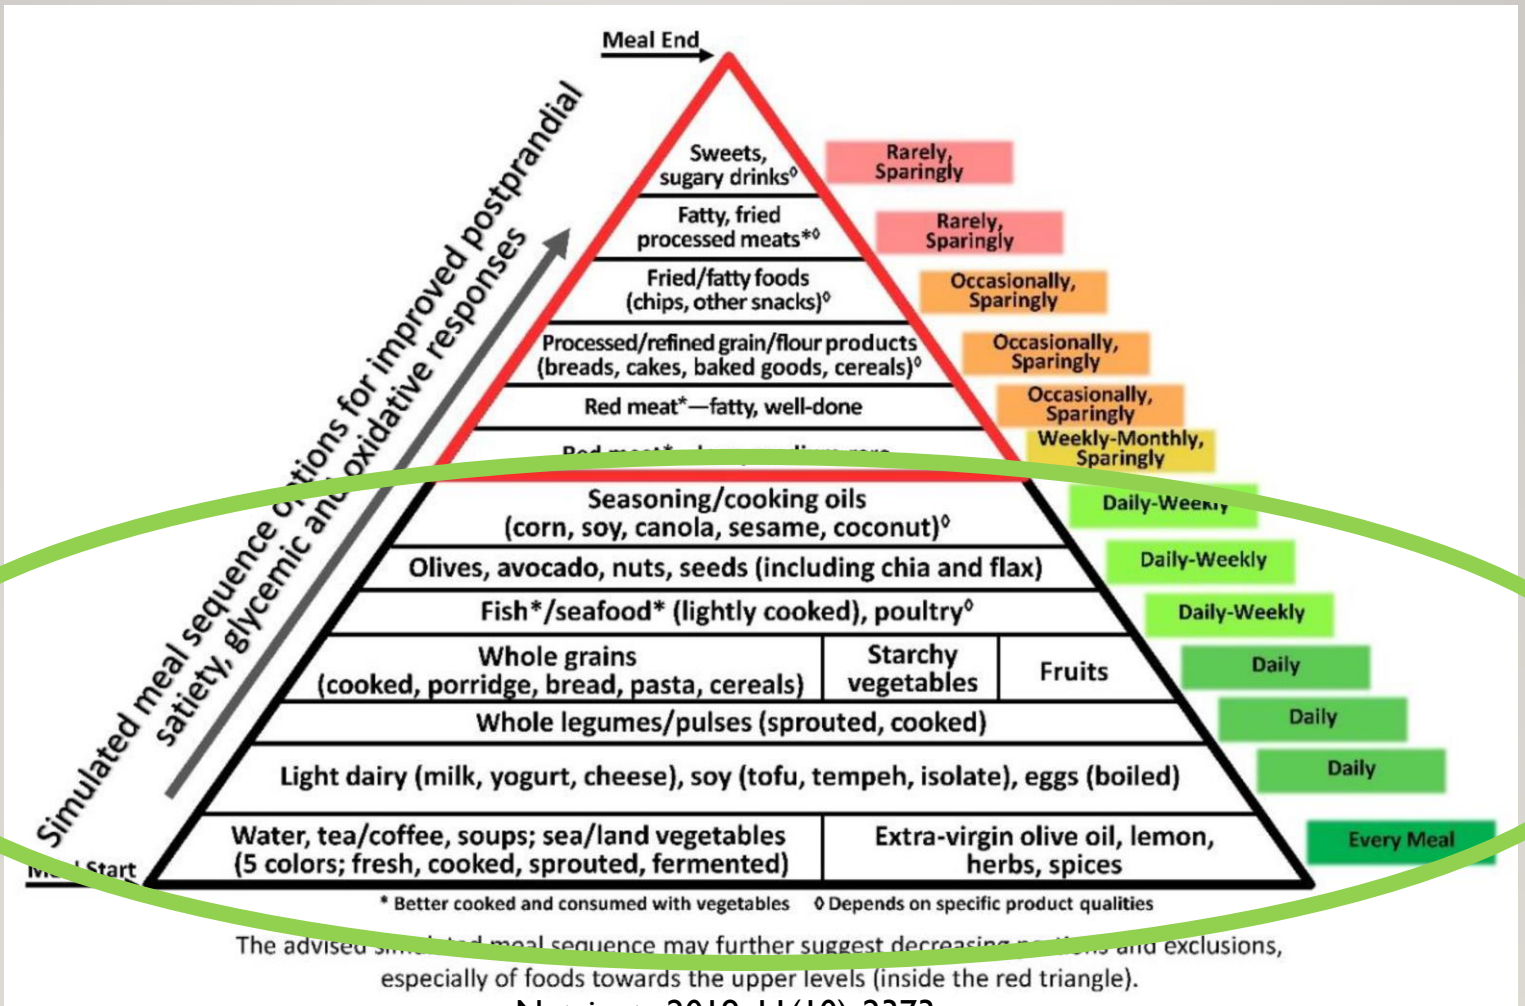 Meal End
Sweets,
sugary drinks◊
Rarely,
Sparingly
Fatty, fried
processed meats*◊
Rarely,
Sparingly
Fried/fatty foods
(chips, other snacks)◊
Occasionally,
Sparingly
Processed/refined grain/flour products
(breads, cakes, baked goods, cereals)◊
Occasionally,
Sparingly
Red meat*—fatty, well-done
Occasionally,
Sparingly
Red meat*
Weekly-Monthly,
Sparingly
Seasoning/cooking oils
(corn, soy, canola, sesame, coconut)◊
Daily-Weekly
Olives, avocado, nuts, seeds (including chia and flax)
Daily-Weekly
Fish*/seafood* (lightly cooked), poultry◊
Daily-Weekly
Whole grains
(cooked, porridge, bread, pasta, cereals)
Starchy
vegetables
Fruits
Daily
Whole legumes/pulses (sprouted, cooked)
Daily
Light dairy (milk, yogurt, cheese), soy (tofu, tempeh, isolate), eggs (boiled)
Daily
Water, tea/coffee, soups; sea/land vegetables
(5 colors; fresh, cooked, sprouted, fermented)
Extra-virgin olive oil, lemon,
herbs, spices
Every Meal
Meal Start
Simulated meal sequence options for improved postprandial
satiety, glycemic and oxidative responses
* Better cooked and consumed with vegetables ◊ Depends on specific product qualities
The advised simulated meal sequence may further suggest decreasing portions and exclusions,
especially of foods towards the upper levels (inside the red triangle).